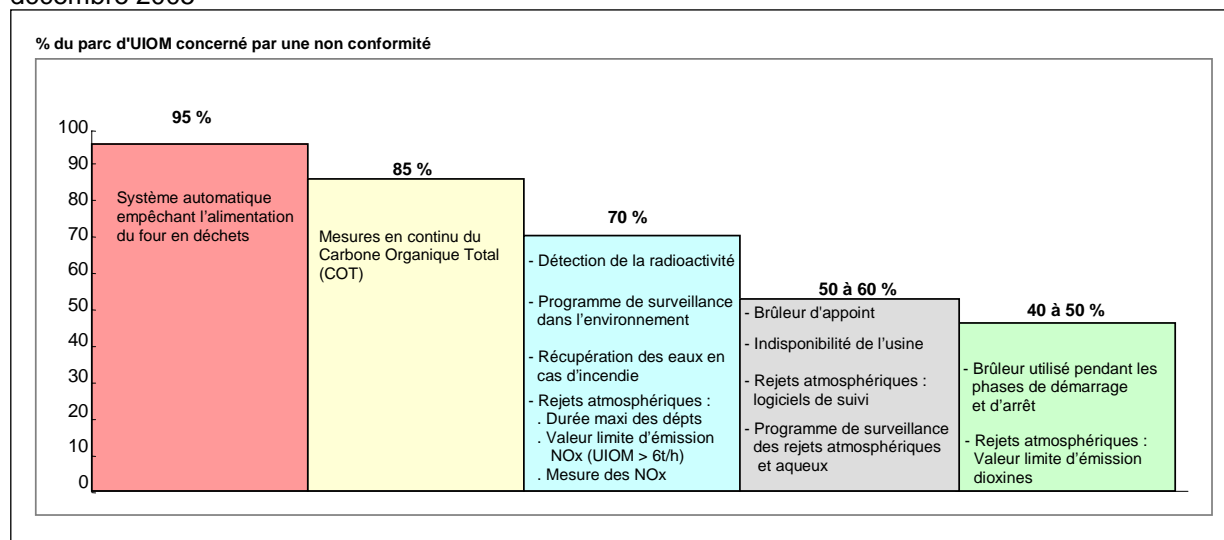 % du parc d'UIOM concerné par une non conformité
95 %
85 %
70 %
50 à 60 %
40 à 50 %
100
90
80
70
60
50
40
30
20
10
0
Système automatique
empêchant l'alimentation
du four en déchets
Mesures en continu du
Carbone Organique Total
(COT)
- Détection de la radioactivité
- Programme de surveillance
dans l'environnement
- Récupération des eaux en
cas d'incendie
- Rejets atmosphériques :
. Durée maxi des dépts
. Valeur limite d'émission
NOx (UIOM > 6t/h)
. Mesure des NOx
- Brûleur d'appoint
- Indisponibilité de l'usine
- Rejets atmosphériques :
logiciels de suivi
- Programme de surveillance
des rejets atmosphériques
et aqueux
- Brûleur utilisé pendant les
phases de démarrage
et d'arrêt
- Rejets atmosphériques :
Valeur limite d'émission
dioxines